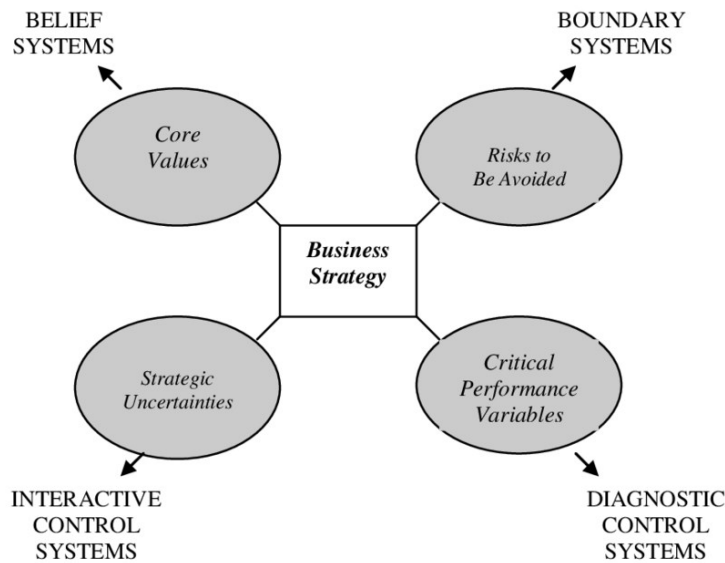 BELIEF
SYSTEMS
BOUNDARY
SYSTEMS
Core
Values
Risks to
Be Avoided
Business
Strategy
Strategic
Uncertainties
Critical
Performance
Variables
INTERACTIVE
CONTROL
SYSTEMS
DIAGNOSTIC
CONTROL
SYSTEMS